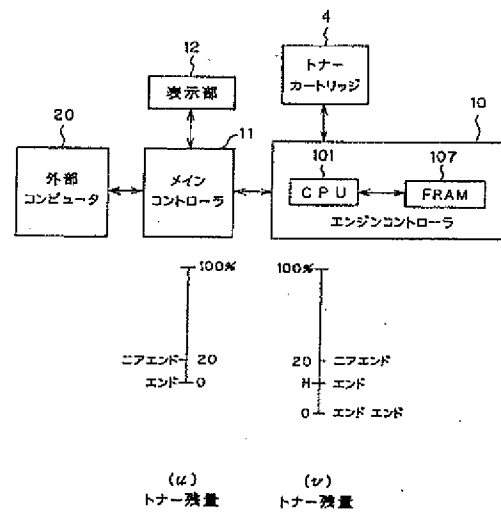 4
トナー
カートリッジ
12
表示部
20
外部
コンピュータ
11
メイン
コントローラ
10
101
CPU
107
FRAM
エンジンコントローラ
100%
ニアエンド 20
エンド 0
(u)
トナー残量
100%
20 ニアエンド
M エンド
0 エンド エンド
(v)
トナー残量